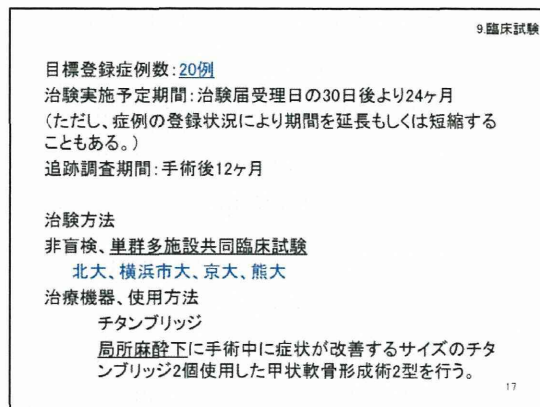 9.臨床試験
目標登録症例数：20例
治験実施予定期間：治験届受理日の30日後より24ヶ月
（ただし、症例の登録状況により期間を延長もしくは短縮する
こともある。）
追跡調査期間：手術後12ヶ月
治験方法
非盲検、単群多施設共同臨床試験
北大、横浜市大、京大、熊大
治療機器、使用方法
チタンブリッジ
局所麻酔下に手術中に症状が改善するサイズのチタ
ンブリッジ2個使用した甲状軟骨形成術2型を行う。
17